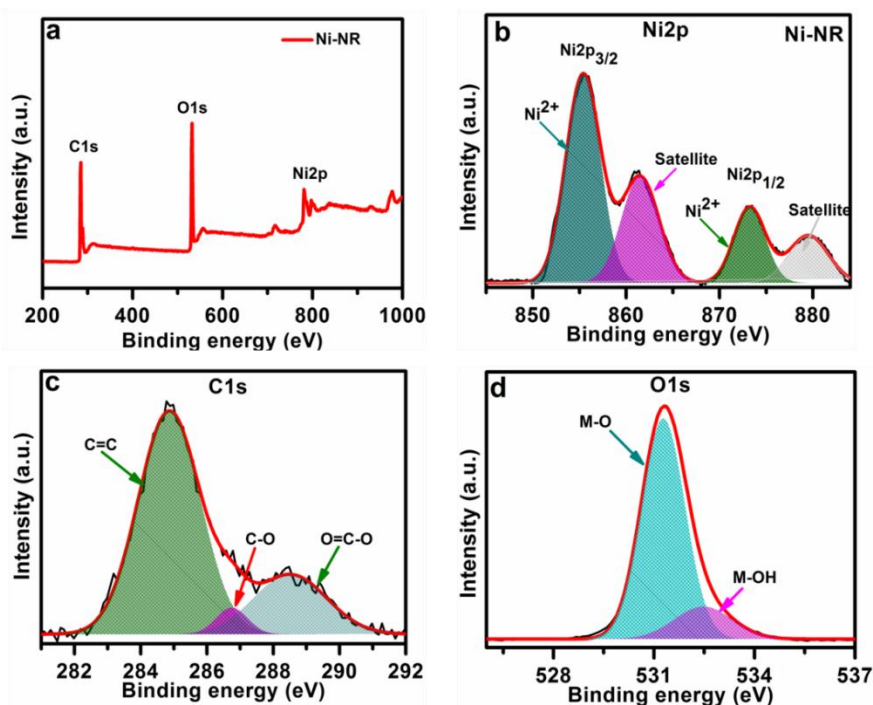 a
Ni-NR
O1s
C1s
Ni2p
Intensity (a.u.)
200 400 600 800 1000
Binding energy (eV)
b
Ni2p
Ni-NR
Ni2p3/2
Ni2+
Satellite
Ni2p1/2
Ni2+
Satellite
Intensity (a.u.)
850 860 870 880
Binding energy (eV)
c
C1s
C=C
C-O
O=C-O
Intensity (a.u.)
282 284 286 288 290 292
Binding energy (eV)
d
O1s
M-O
M-OH
Intensity (a.u.)
528 531 534 537
Binding energy (eV)